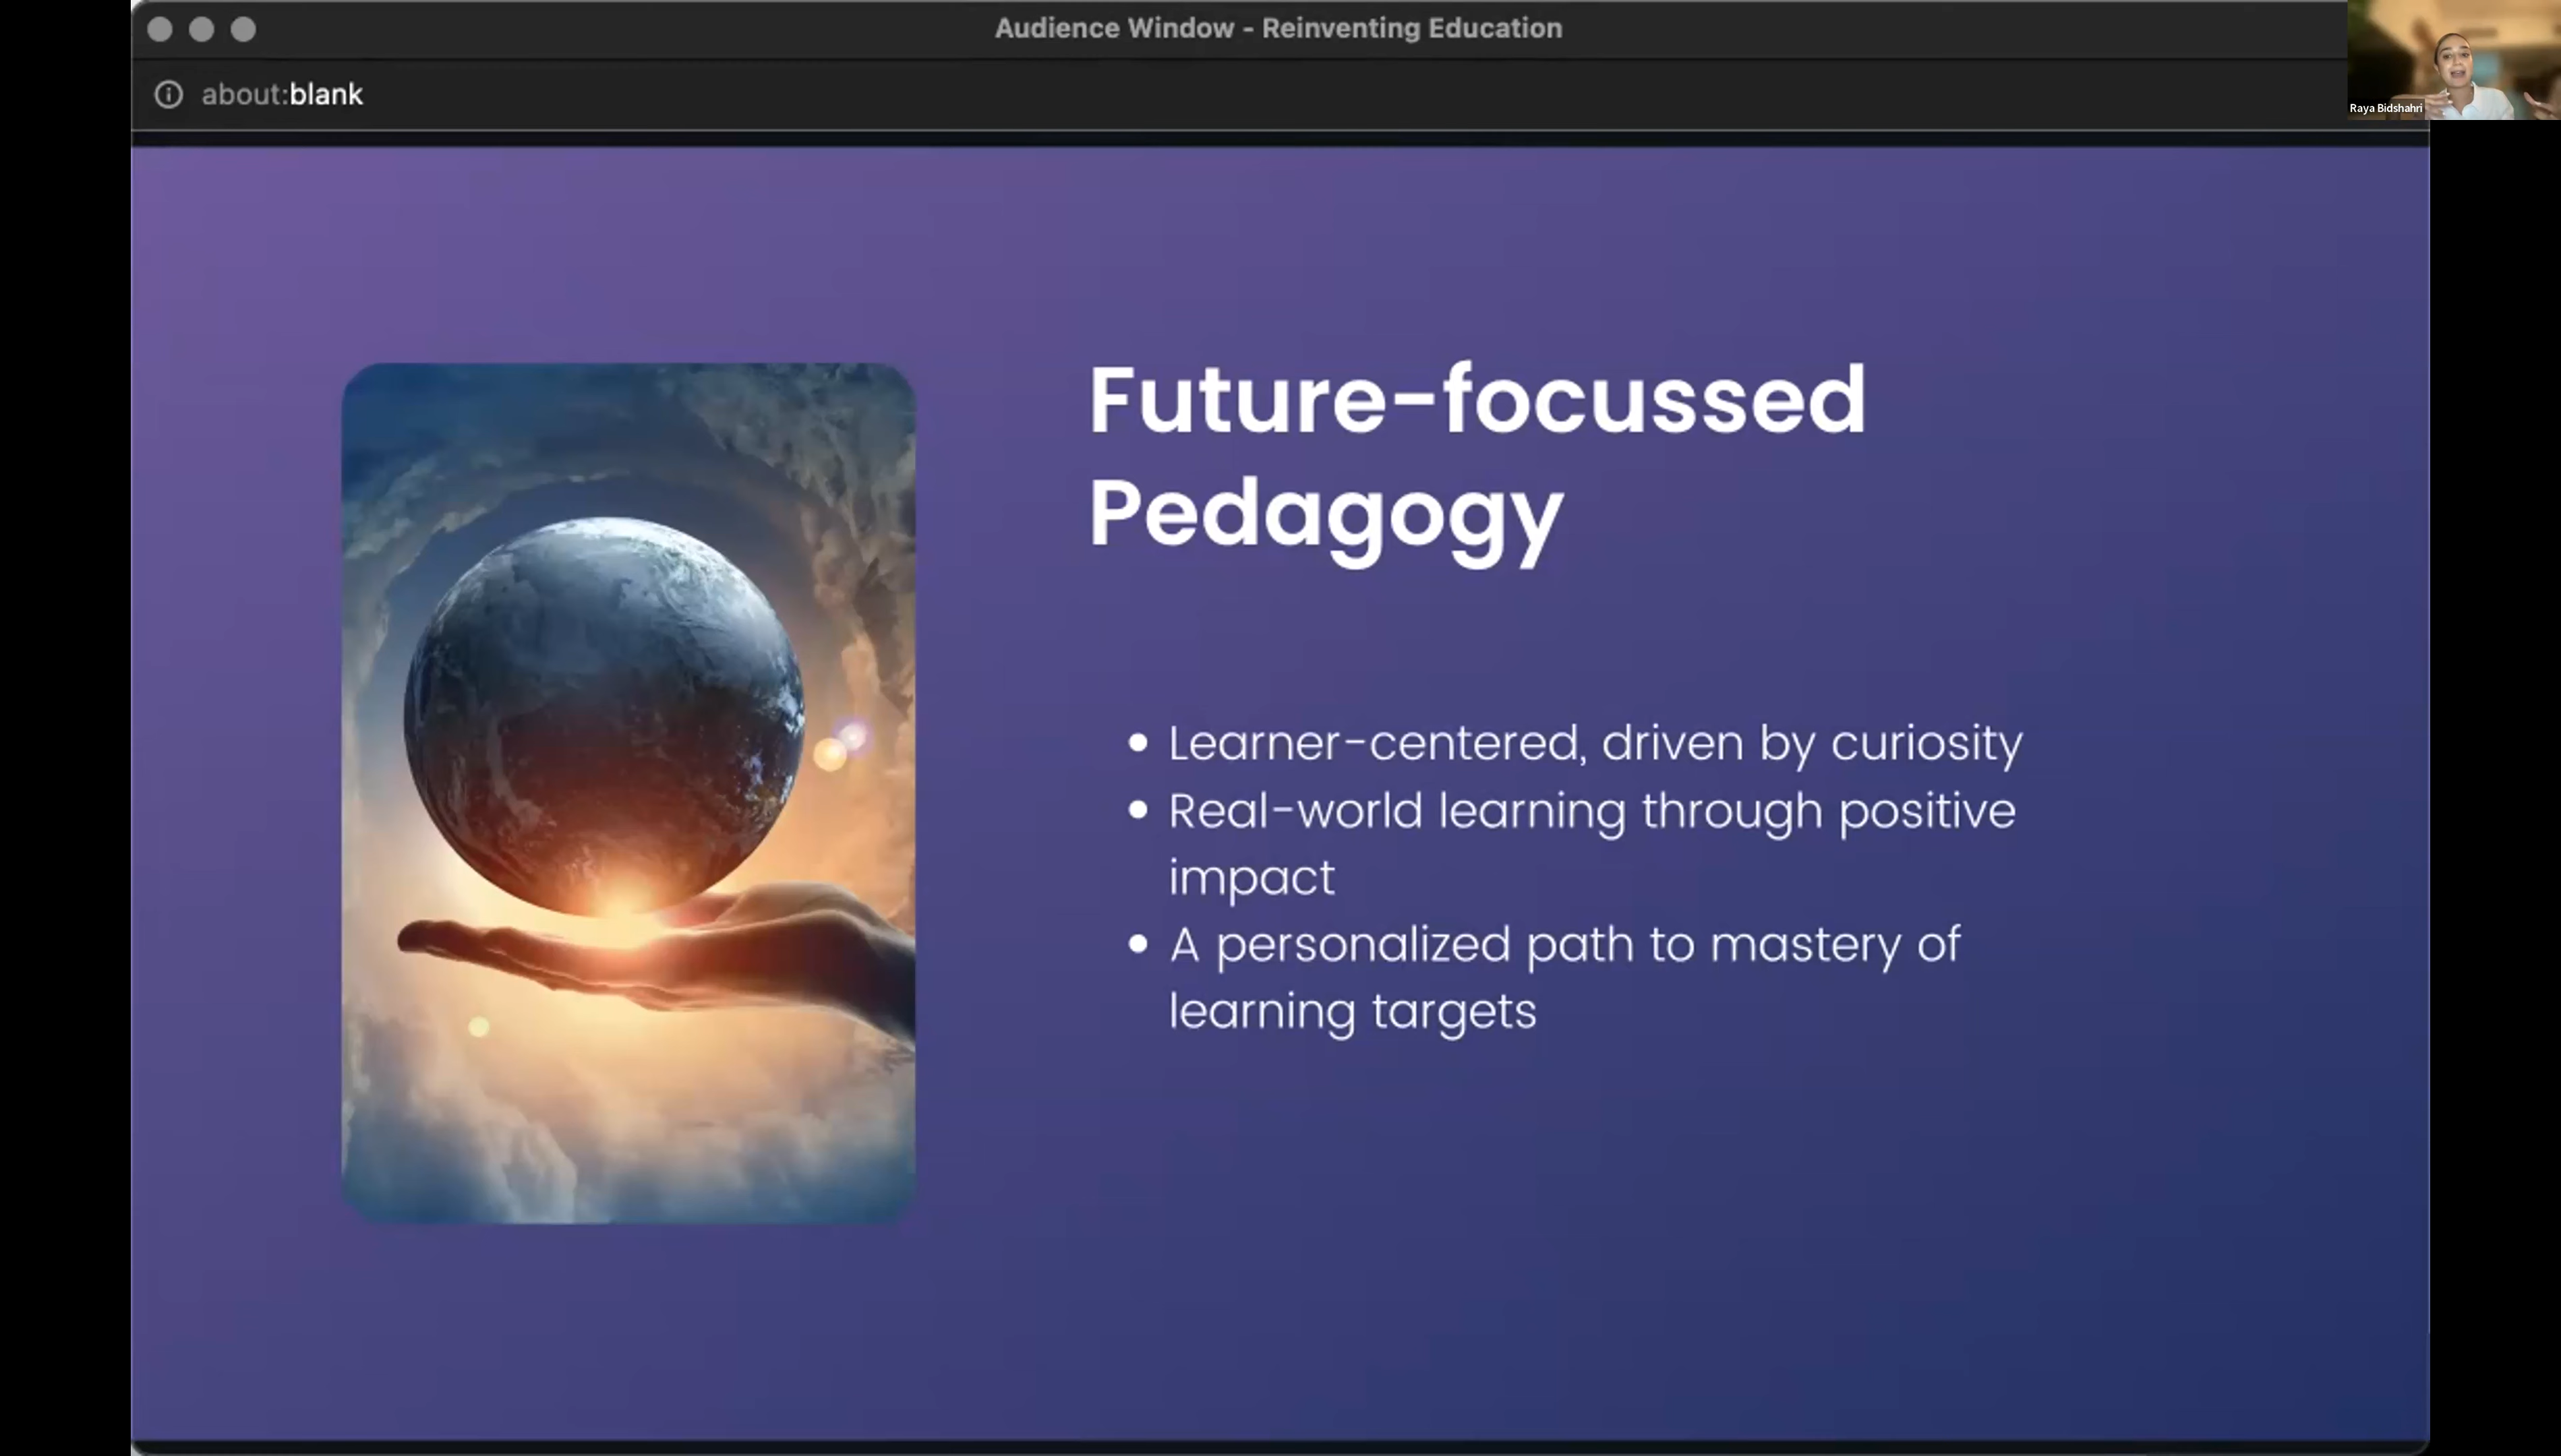 Audience Window - Reinventing Education
about:blank
Raya Bidshahri
Future-focussed
Pedagogy
• Learner-centered, driven by curiosity
• Real-world learning through positive
impact
• A personalized path to mastery of
learning targets